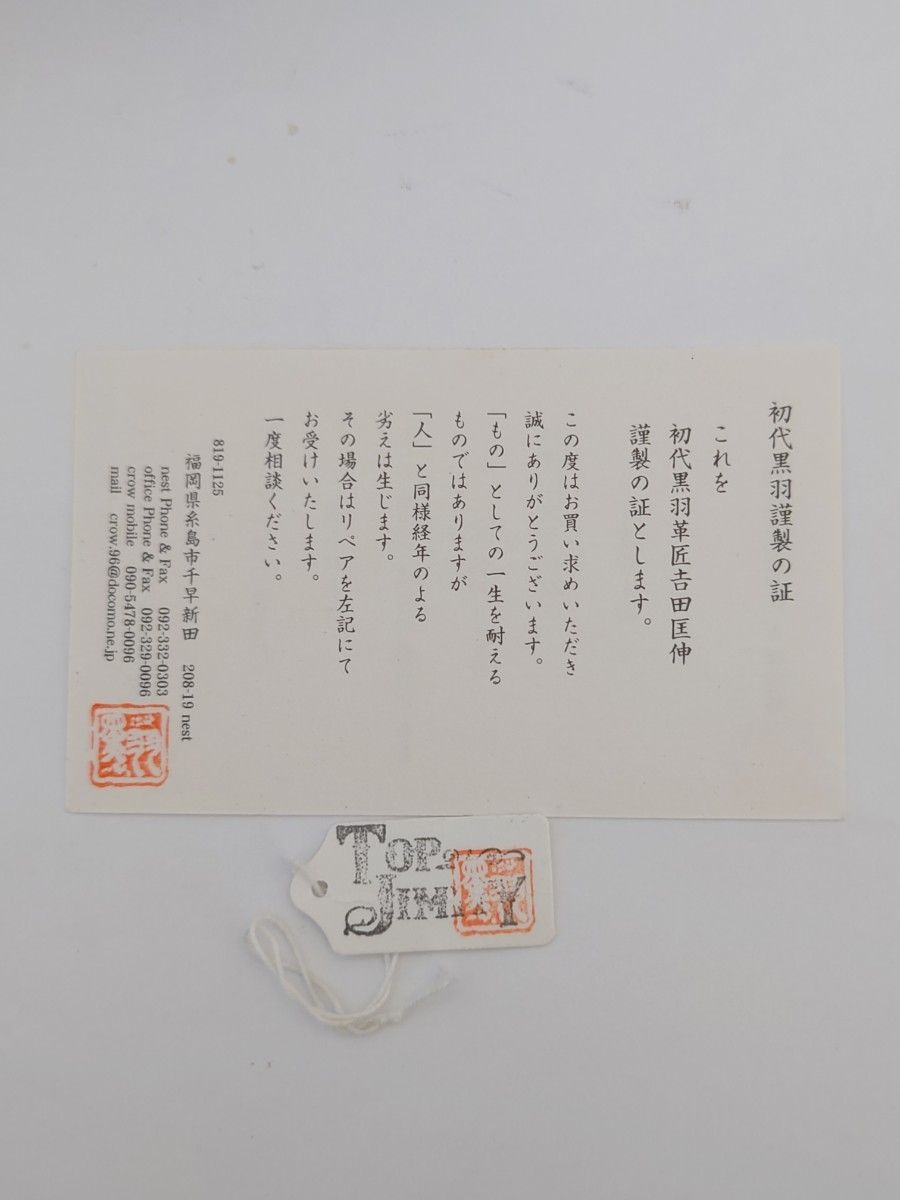 初代黒羽謹製の証
これを
初代黒羽革匠𠮷田匡伸
謹製の証とします。
この度はお買い求めいただき
誠にありがとうございます。
「もの」としての一生を耐える
ものではありますが
「人」と同様経年のよる
劣えは生じます。
その場合はリペアを左記にて
お受けいたします。
一度相談ください。
819-1125
福岡県糸島市千早新田 208-19 nest
nest Phone & Fax 092-332-0303
office Phone & Fax 092-329-0096
crow mobile 090-5478-0096
mail crow.96@docomo.ne.jp
TOP
JIMMY